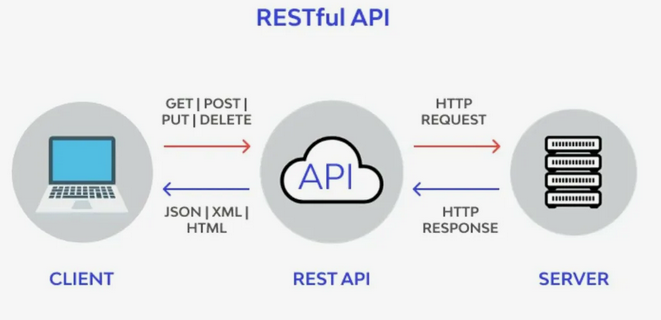 RESTful API
GET | POST |
PUT | DELETE
HTTP
REQUEST
API
JSON | XML |
HTML
HTTP
RESPONSE
CLIENT
REST API
SERVER